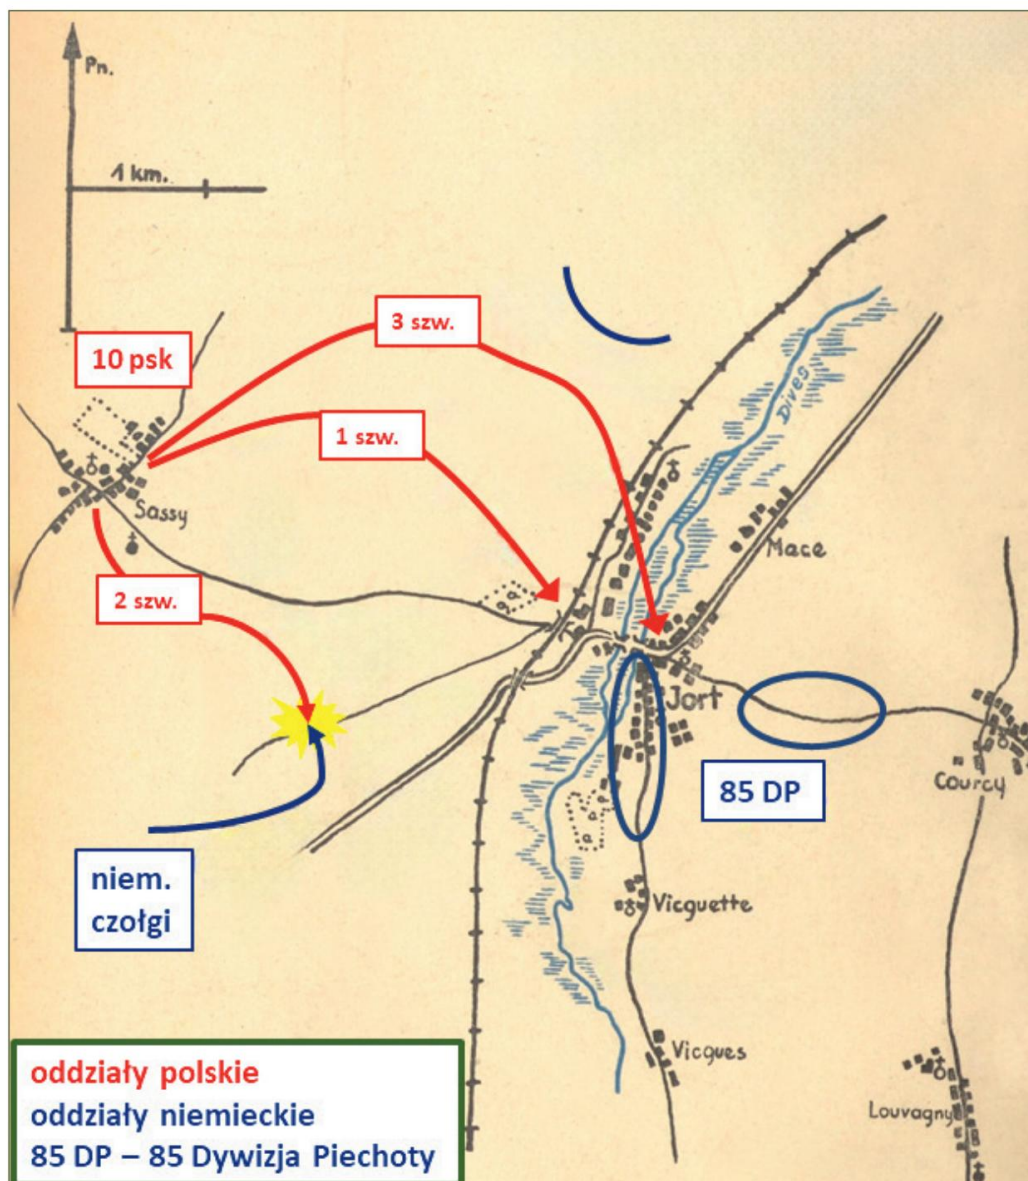 Pn.
1 km.
3 szw.
10 psk
1 szw.
Dives
Sassy
Mace
2 szw.
Jort
85 DP
Courcy
niem.
czołgi
Vicguette
Vicgues
Louvagny
oddziały polskie
oddziały niemieckie
85 DP – 85 Dywizja Piechoty